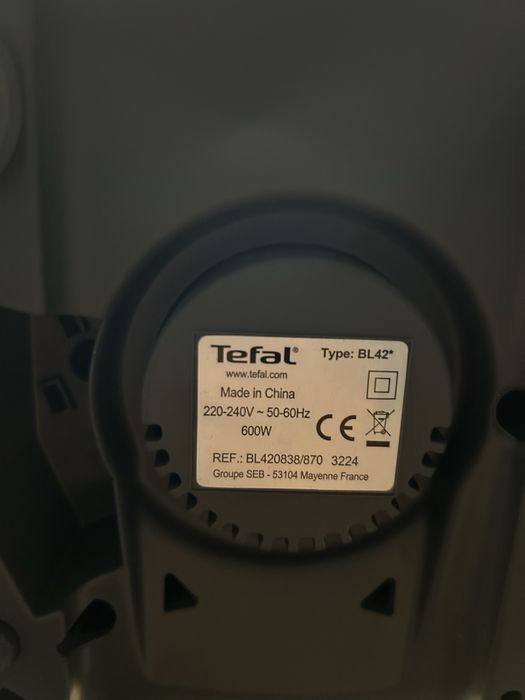 Tefal® Type: BL42*
www.tefal.com
Made in China
220-240V ~ 50-60Hz
600W CE
REF.: BL420838/870 3224
Groupe SEB - 53104 Mayenne France